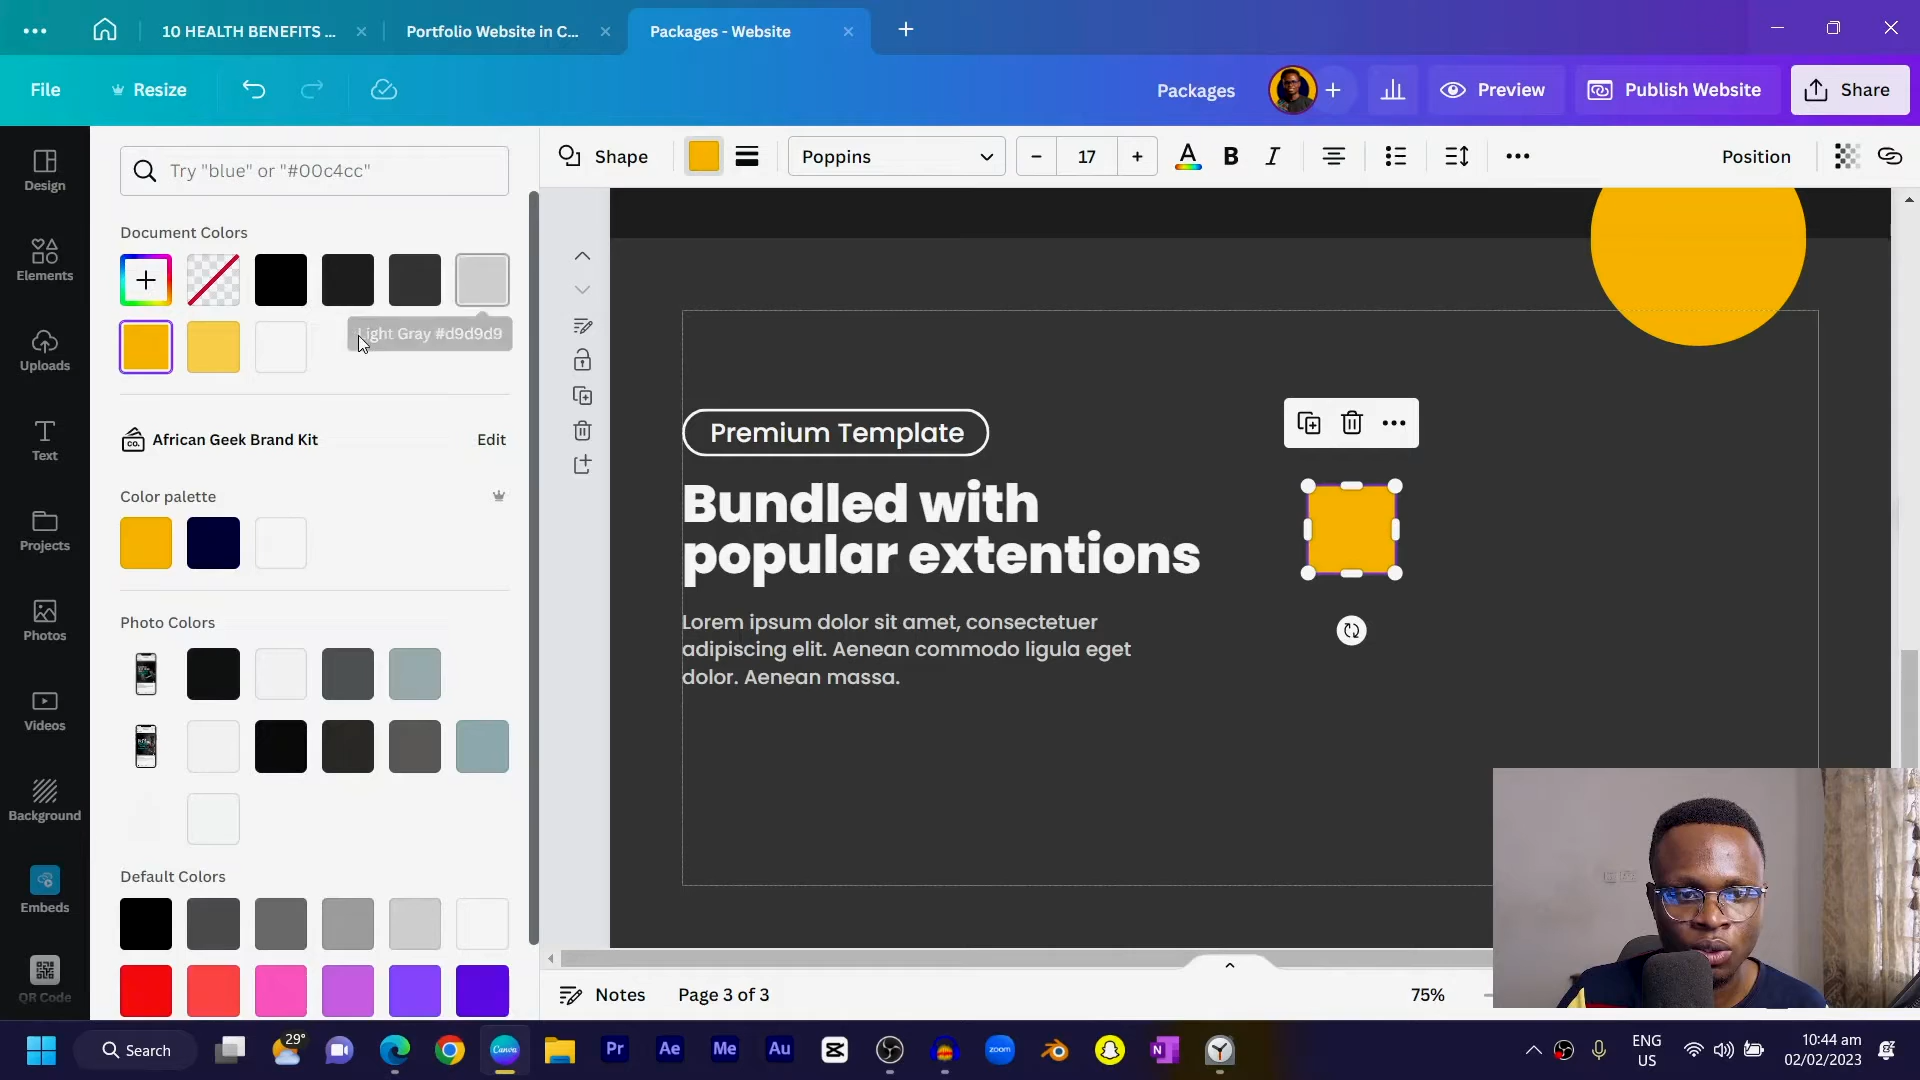 10 HEALTH BENEFITS ...
Portfolio Website in C...
Packages - Website
File
Resize
Packages
Preview
Publish Website
Share
Design
Elements
Uploads
Text
Projects
Photos
Videos
Background
Embeds
QR Code
Try "blue" or "#00c4cc"
Shape
Poppins
17
B
I
Position
Document Colors
Light Gray #d9d9d9
CO.
African Geek Brand Kit
Edit
Color palette
Photo Colors
Default Colors
Premium Template
Bundled with
popular extentions
Lorem ipsum dolor sit amet, consectetuer
adipiscing elit. Aenean commodo ligula eget
dolor. Aenean massa.
Notes
Page 3 of 3
75%
Search
29°
Canva
Pr
Ae
Me
Au
zoom
N
ENG
US
10:44 am
02/02/2023